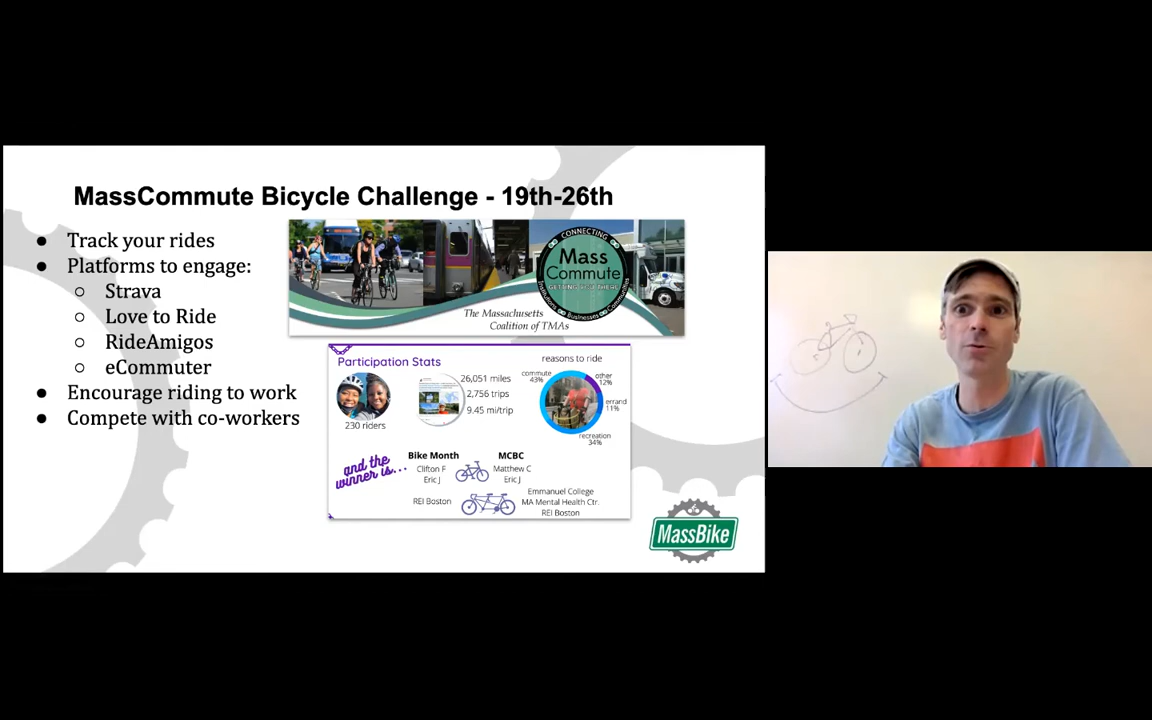 MassCommute Bicycle Challenge - 19th-26th
● Track your rides
● Platforms to engage:
○ Strava
○ Love to Ride
○ RideAmigos
○ eCommuter
● Encourage riding to work
● Compete with co-workers
CONNECTING
Mass
Commute
GETTING YOU THERE!
Institutions Businesses Communities
The Massachusetts
Coalition of TMAs
Participation Stats
230 riders
26,051 miles
2,756 trips
9.45 mi/trip
reasons to ride
commute
43%
other
12%
errand
11%
recreation
34%
and the
winner is...
Bike Month
Clifton F
Eric J
REI Boston
MCBC
Matthew C
Eric J
Emmanuel College
MA Mental Health Ctr.
REI Boston
MassBike